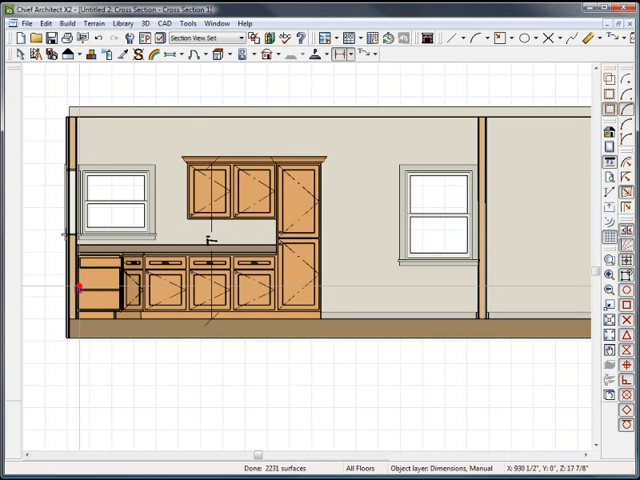 Chief Architect X2 - [Untitled 2: Cross Section - Cross Section 1]
File Edit Build Terrain Library 3D CAD Tools Window Help
Section View Set
7'
Done: 2231 surfaces All Floors Object layer: Dimensions, Manual X: 930 1/2", Y: 0", Z: 17 7/8"